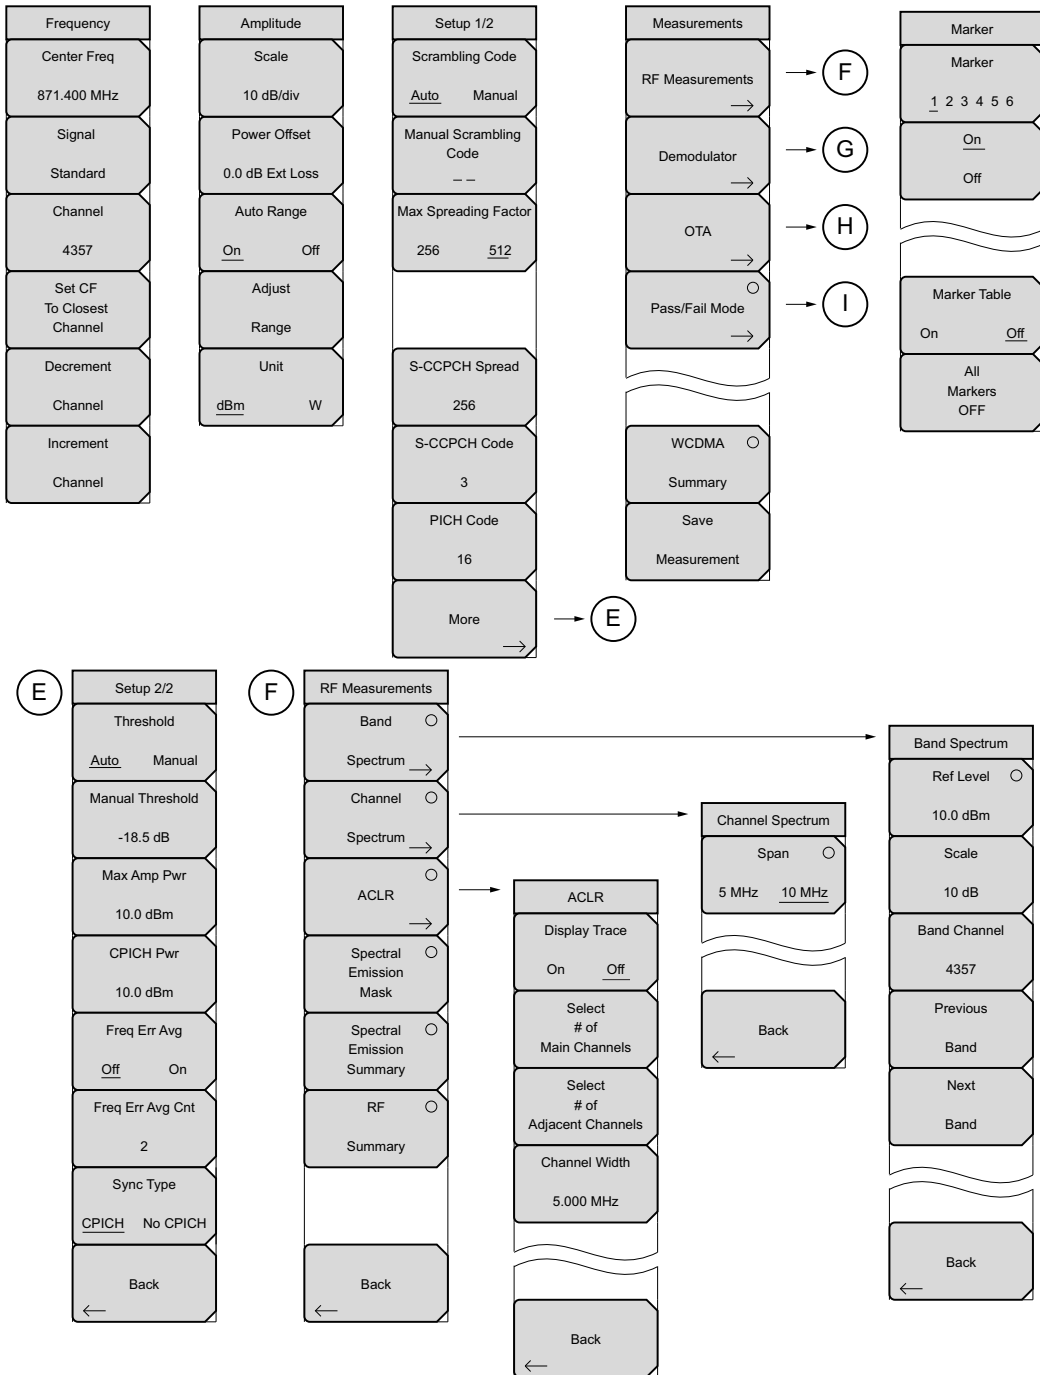 Frequency
Center Freq
871.400 MHz
Signal
Standard
Channel
4357
Set CF
To Closest
Channel
Decrement
Channel
Increment
Channel
Amplitude
Scale
10 dB/div
Power Offset
0.0 dB Ext Loss
Auto Range
On Off
Adjust
Range
Unit
dBm W
Setup 1/2
Scrambling Code
Auto Manual
Manual Scrambling
Code
_ _
Max Spreading Factor
256 512
S-CCPCH Spread
256
S-CCPCH Code
3
PICH Code
16
More
E
Measurements
RF Measurements
F
Demodulator
G
OTA
H
Pass/Fail Mode
I
WCDMA
Summary
Save
Measurement
Marker
Marker
1 2 3 4 5 6
On
Off
Marker Table
On Off
All
Markers
OFF
E
Setup 2/2
Threshold
Auto Manual
Manual Threshold
-18.5 dB
Max Amp Pwr
10.0 dBm
CPICH Pwr
10.0 dBm
Freq Err Avg
Off On
Freq Err Avg Cnt
2
Sync Type
CPICH No CPICH
Back
F
RF Measurements
Band
Spectrum
Channel
Spectrum
ACLR
Spectral
Emission
Mask
Spectral
Emission
Summary
RF
Summary
Back
ACLR
Display Trace
On Off
Select
# of
Main Channels
Select
# of
Adjacent Channels
Channel Width
5.000 MHz
Back
Channel Spectrum
Span
5 MHz 10 MHz
Back
Band Spectrum
Ref Level
10.0 dBm
Scale
10 dB
Band Channel
4357
Previous
Band
Next
Band
Back